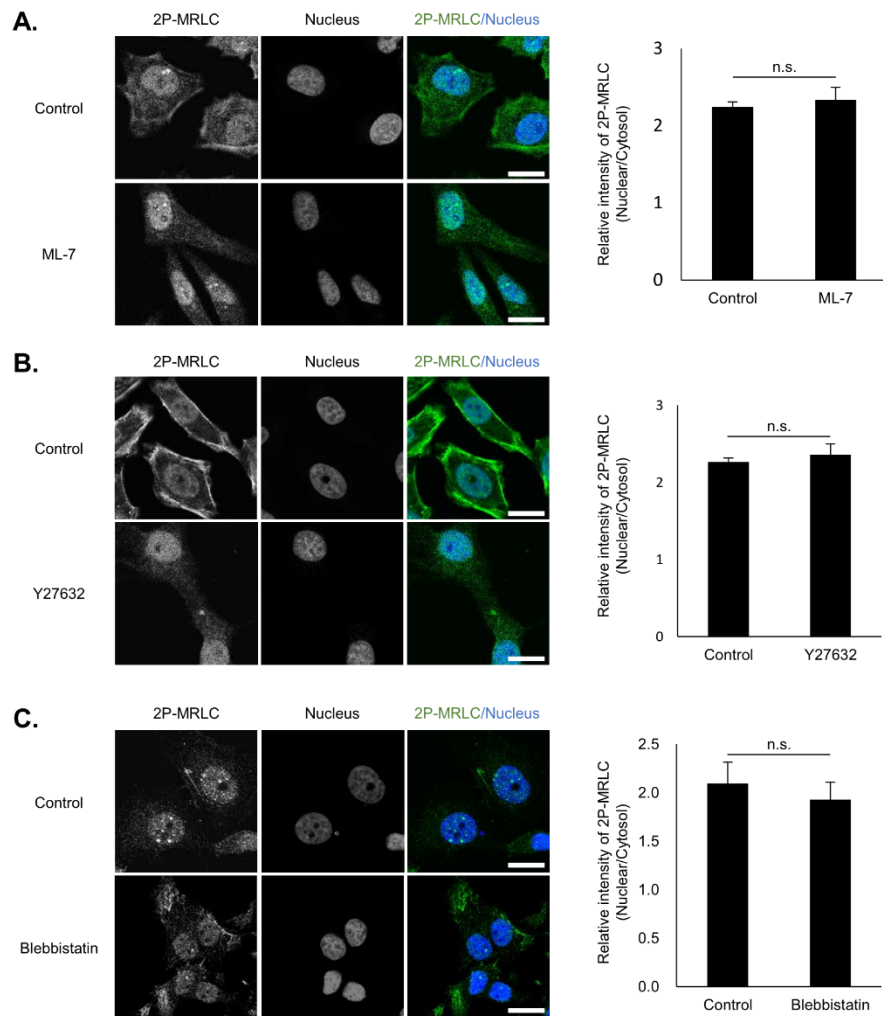 A.
2P-MRLC
Nucleus
2P-MRLC/Nucleus
Control
ML-7
Relative intensity of 2P-MRLC
(Nuclear/Cytosol)
3
2
1
0
n.s.
Control
ML-7
B.
2P-MRLC
Nucleus
2P-MRLC/Nucleus
Control
Y27632
Relative intensity of 2P-MRLC
(Nuclear/Cytosol)
3
2
1
0
n.s.
Control
Y27632
C.
2P-MRLC
Nucleus
2P-MRLC/Nucleus
Control
Blebbistatin
Relative intensity of 2P-MRLC
(Nuclear/Cytosol)
2.5
2.0
1.5
1.0
0.5
0.0
n.s.
Control
Blebbistatin